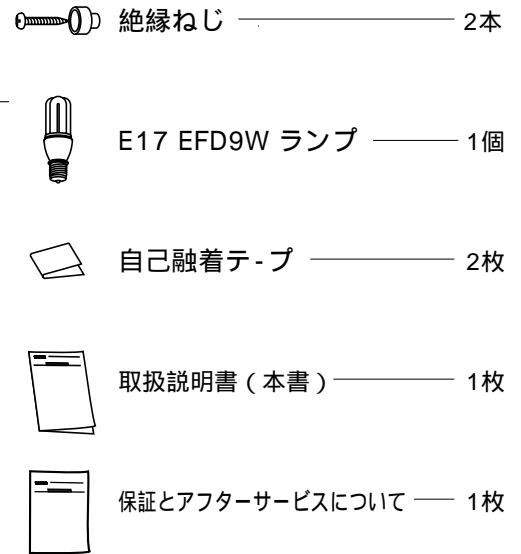 絶縁ねじ 2本
E17 EFD9W ランプ 1個
自己融着テ-プ 2枚
取扱説明書(本書) 1枚
保証とアフターサービスについて 1枚